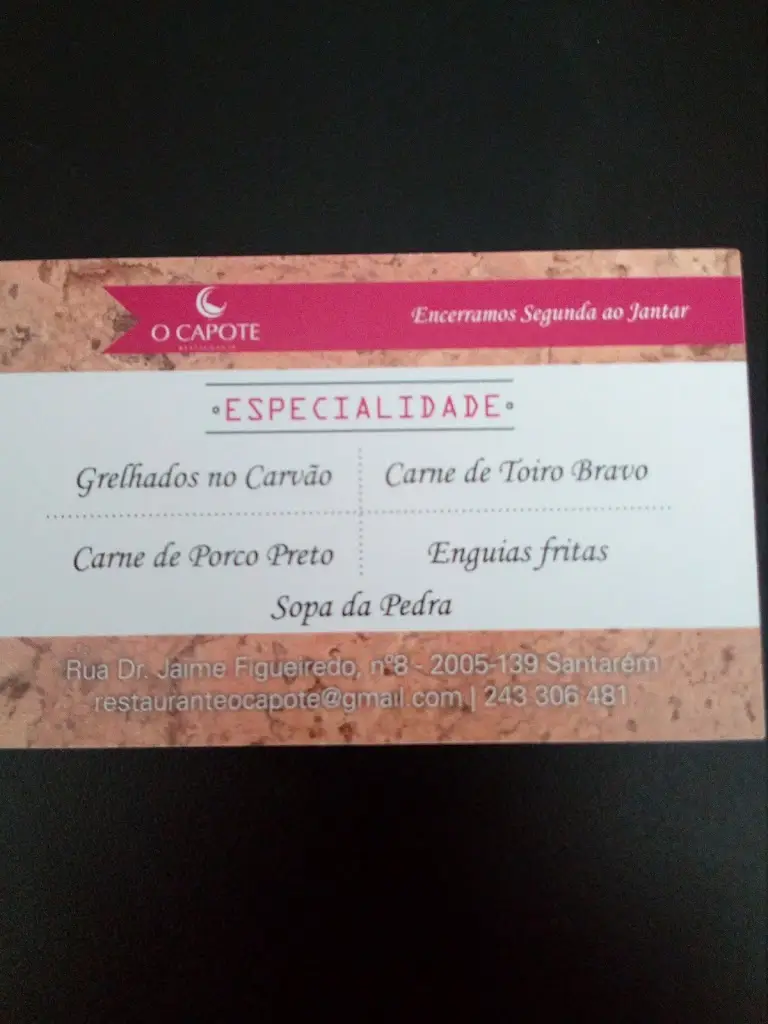 O CAPOTE
RESTAURANTE
Encerramos Segunda ao Jantar
ESPECIALIDADE
Grelhados no Carvão
Carne de Toiro Bravo
Carne de Porco Preto
Enguias fritas
Sopa da Pedra
Rua Dr. Jaime Figueiredo, nº8 - 2005-139 Santarém
restauranteocapote@gmail.com | 243 306 481